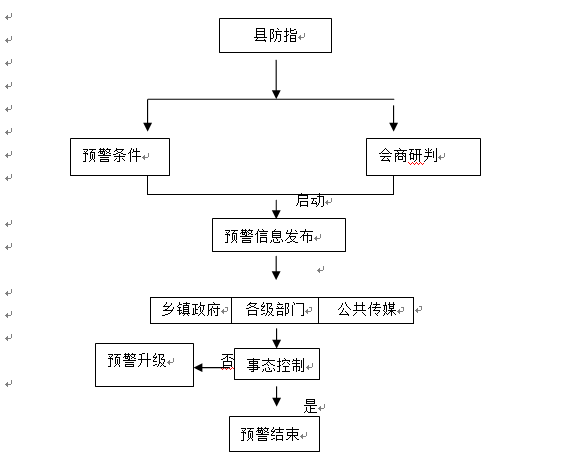 县防指
预警条件
会商研判
启动
预警信息发布
乡镇政府 各级部门 公共传媒
预警升级
否
事态控制
是
预警结束